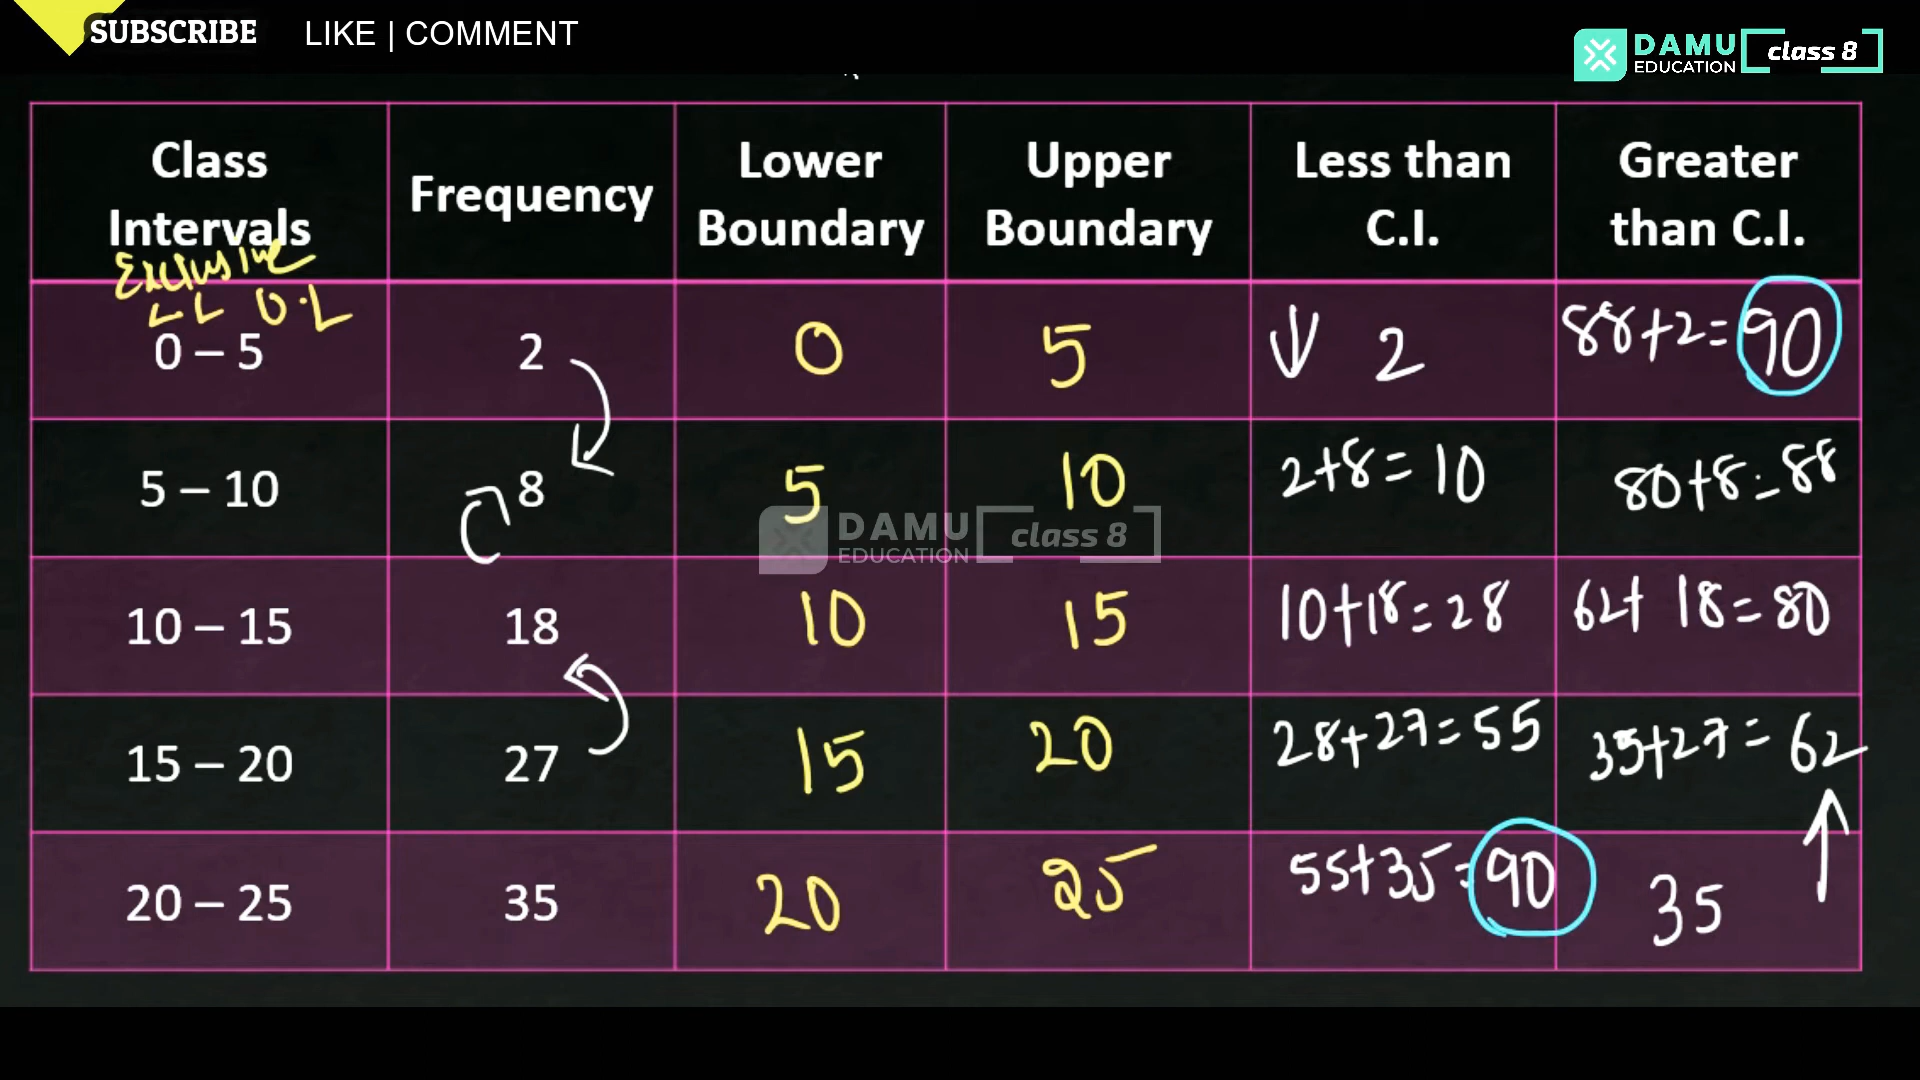 SUBSCRIBE LIKE | COMMENT
DAMU
EDUCATION
class 8
Class Intervals
Frequency
Lower Boundary
Upper Boundary
Less than C.I.
Greater than C.I.
Exclusive
LL U.L
0 – 5 2 0 5 2 88+2=90
5 – 10 8 5 10 2+8=10 80+8=88
DAMU
EDUCATION
class 8
10 – 15 18 10 15 10+18=28 62+ 18=80
15 – 20 27 15 20 28+27=55 35+27=62
20 – 25 35 20 25 55+35=90 35